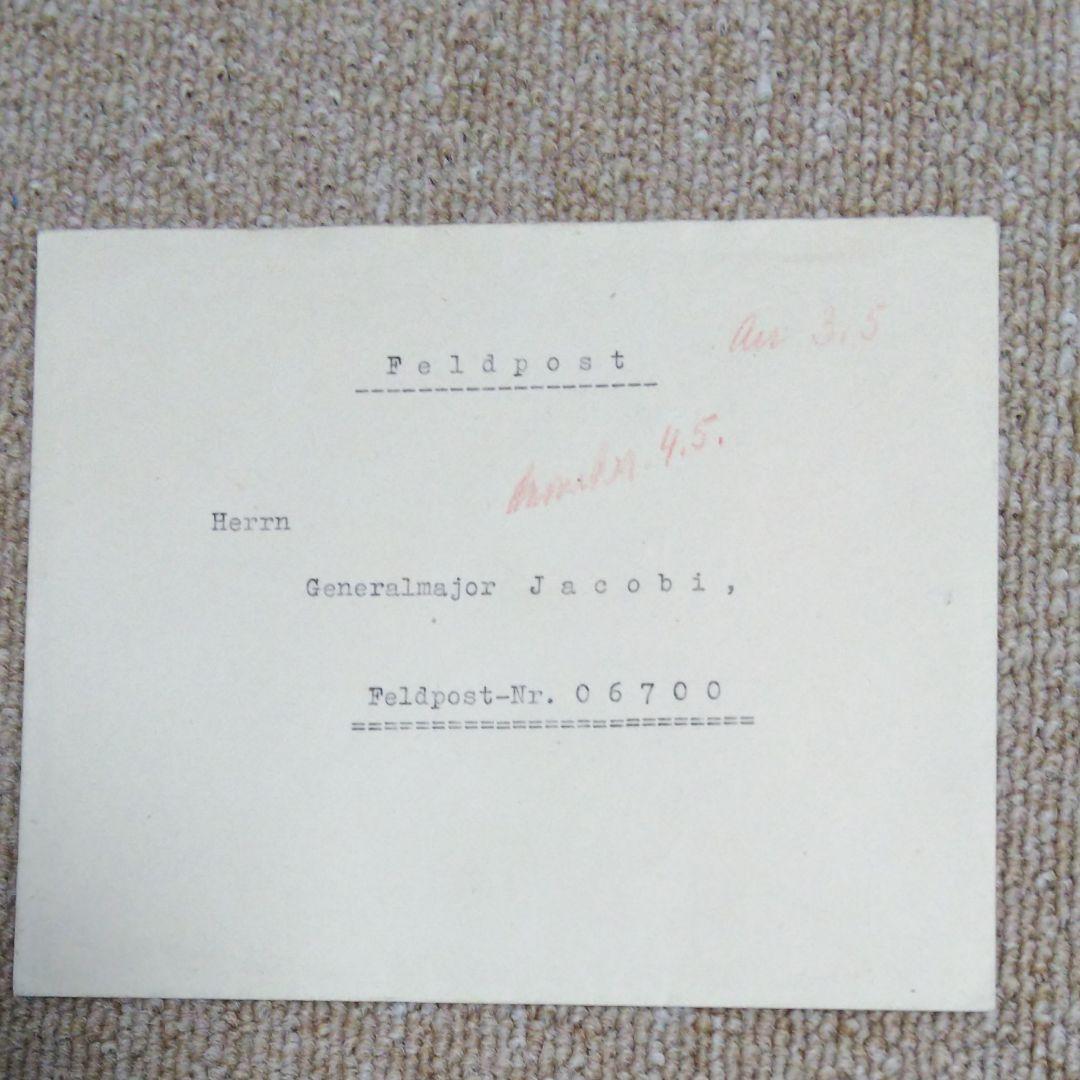 An 3.5
Feldpost
4.5.
Herrn
Generalmajor Jacobi,
Feldpost-Nr. 06700